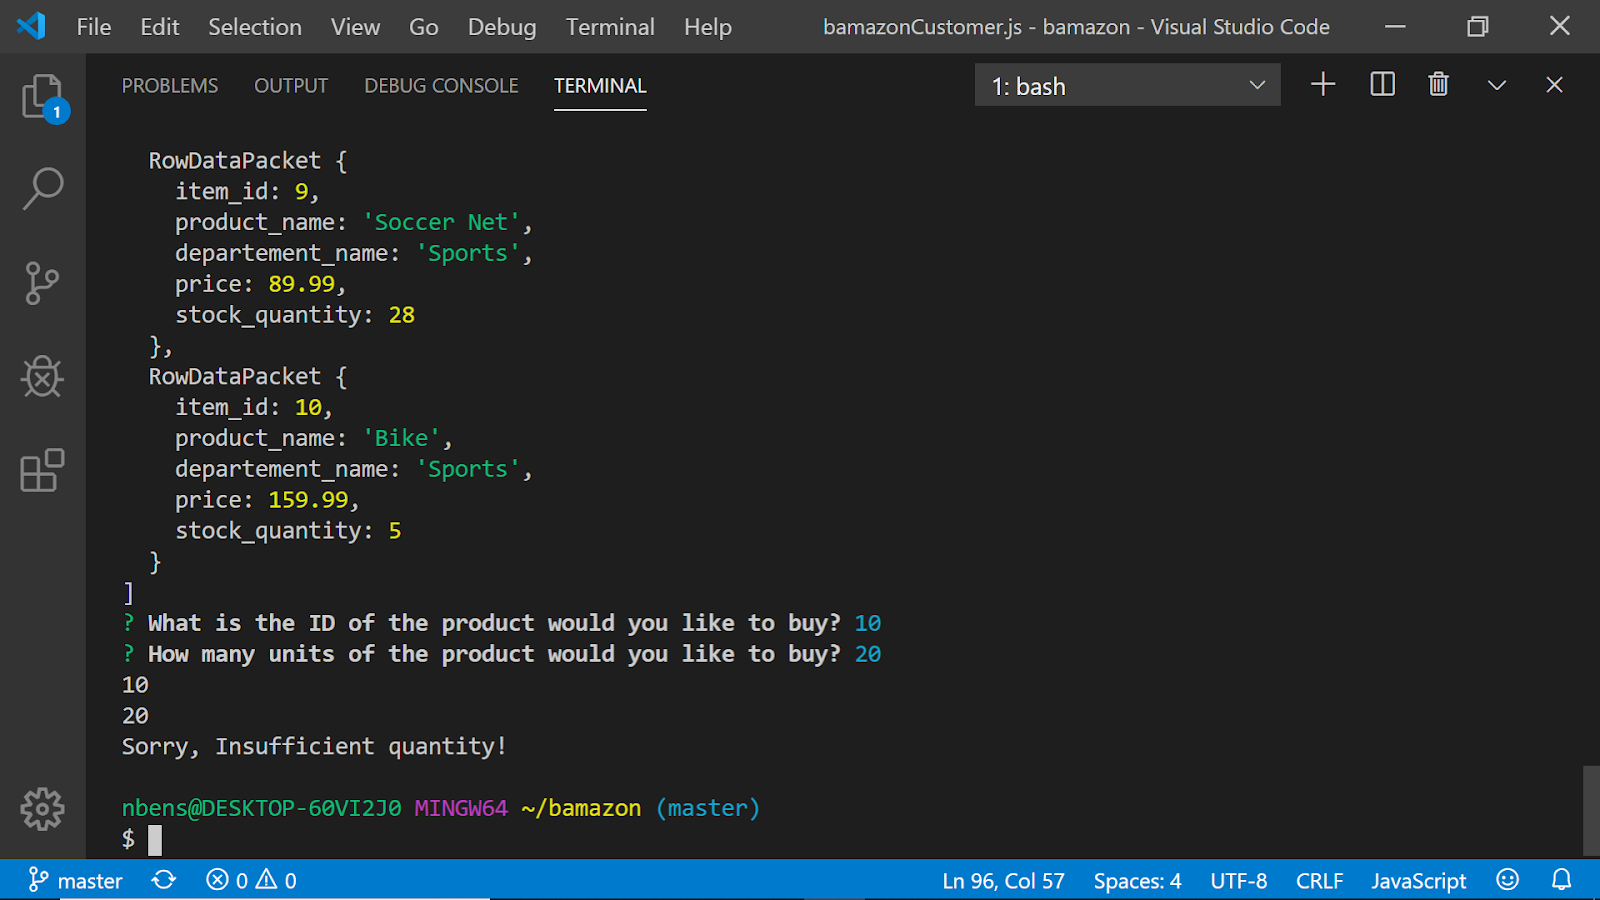 File Edit Selection View Go Debug Terminal Help bamazonCustomer.js - bamazon - Visual Studio Code
PROBLEMS OUTPUT DEBUG CONSOLE TERMINAL 1: bash
1
RowDataPacket {
item_id: 9,
product_name: 'Soccer Net',
departement_name: 'Sports',
price: 89.99,
stock_quantity: 28
},
RowDataPacket {
item_id: 10,
product_name: 'Bike',
departement_name: 'Sports',
price: 159.99,
stock_quantity: 5
}
]
? What is the ID of the product would you like to buy? 10
? How many units of the product would you like to buy? 20
10
20
Sorry, Insufficient quantity!
nbens@DESKTOP-60VI2J0 MINGW64 ~/bamazon (master)
$
master 0 0 Ln 96, Col 57 Spaces: 4 UTF-8 CRLF JavaScript